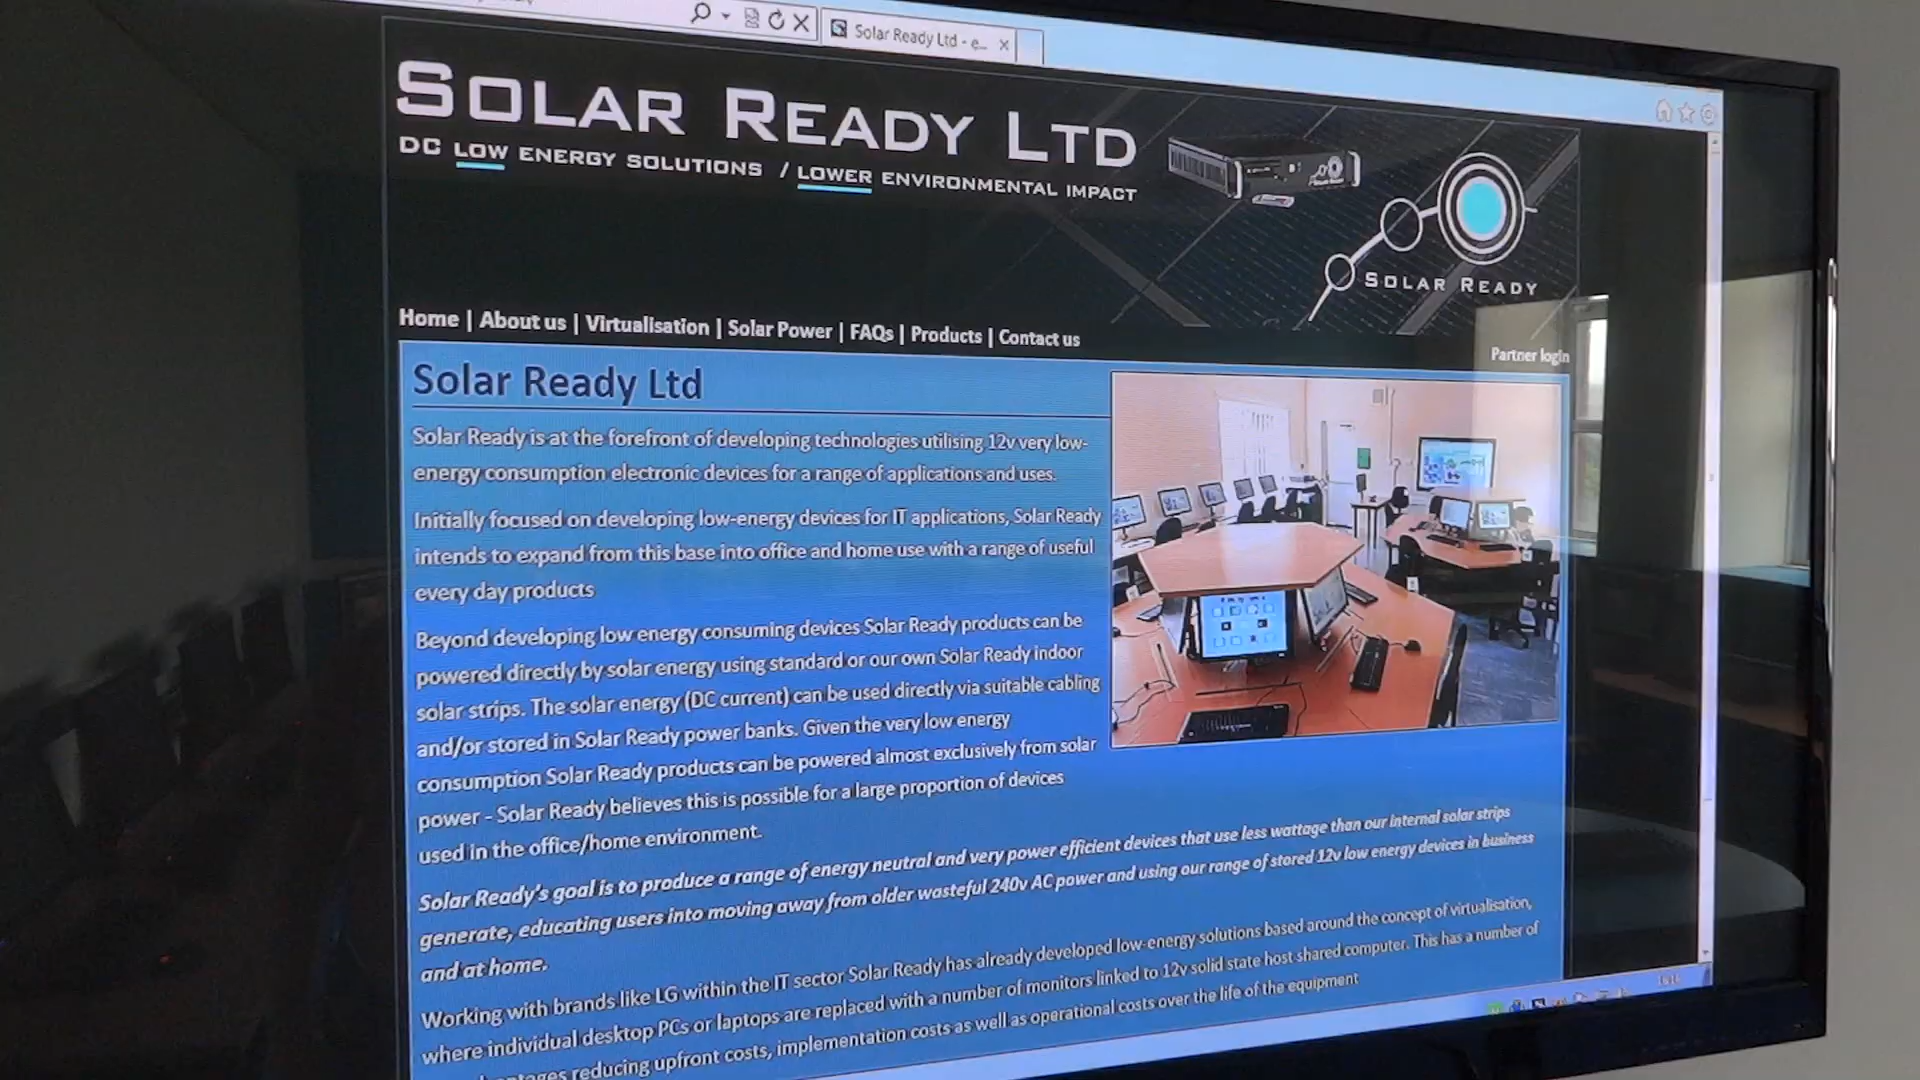 Solar Ready Ltd - e...
SOLAR READY LTD
DC LOW ENERGY SOLUTIONS / LOWER ENVIRONMENTAL IMPACT
SOLAR READY
Home | About us | Virtualisation | Solar Power | FAQs | Products | Contact us
Partner login
Solar Ready Ltd
Solar Ready is at the forefront of developing technologies utilising 12v very low-
energy consumption electronic devices for a range of applications and uses.
Initially focused on developing low-energy devices for IT applications, Solar Ready
intends to expand from this base into office and home use with a range of useful
every day products
Beyond developing low energy consuming devices Solar Ready products can be
powered directly by solar energy using standard or our own Solar Ready indoor
solar strips. The solar energy (DC current) can be used directly via suitable cabling
and/or stored in Solar Ready power banks. Given the very low energy
consumption Solar Ready products can be powered almost exclusively from solar
power - Solar Ready believes this is possible for a large proportion of devices
used in the office/home environment.
Solar Ready's goal is to produce a range of energy neutral and very power efficient devices that use less wattage than our internal solar strips
generate, educating users into moving away from older wasteful 240v AC power and using our range of stored 12v low energy devices in business
and at home.
Working with brands like LG within the IT sector Solar Ready has already developed low-energy solutions based around the concept of virtualisation,
where individual desktop PCs or laptops are replaced with a number of monitors linked to 12v solid state host shared computer. This has a number of
reducing upfront costs, implementation costs as well as operational costs over the life of the equipment